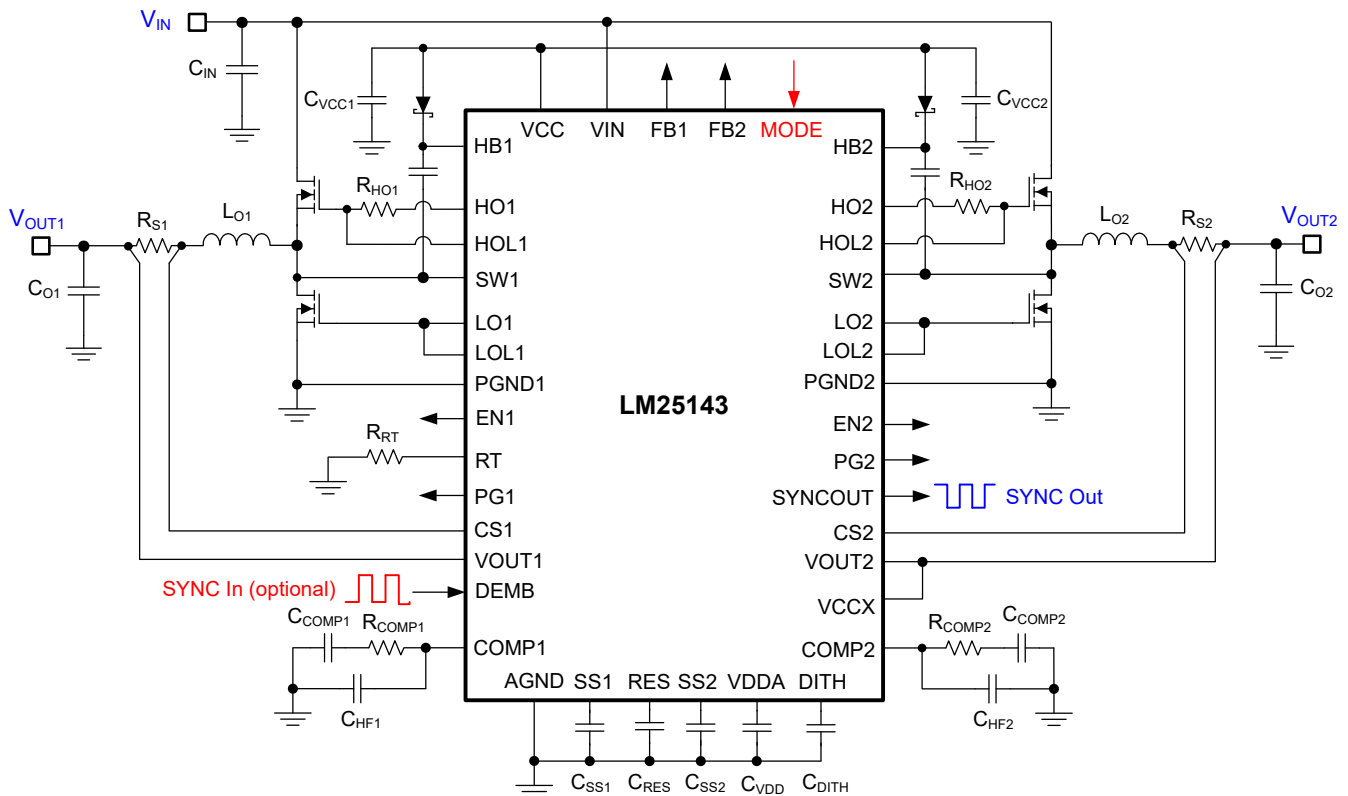 VIN
CIN
CVCC1
CVCC2
VCC VIN FB1 FB2 MODE
HB1
HB2
RHO1
HO1
HO2
RHO2
HOL1
HOL2
VOUT1
RS1
LO1
LO2
RS2
VOUT2
SW1
SW2
CO1
CO2
LO1
LO2
LOL1
LOL2
PGND1
PGND2
LM25143
EN1
EN2
RRT
RT
PG2
PG1
SYNCOUT
SYNC Out
CS1
CS2
VOUT1
VOUT2
SYNC In (optional)
DEMB
VCCX
CCOMP1
RCOMP1
COMP1
COMP2
RCOMP2
CCOMP2
CHF1
CHF2
AGND SS1 RES SS2 VDDA DITH
CSS1 CRES CSS2 CVDD CDITH